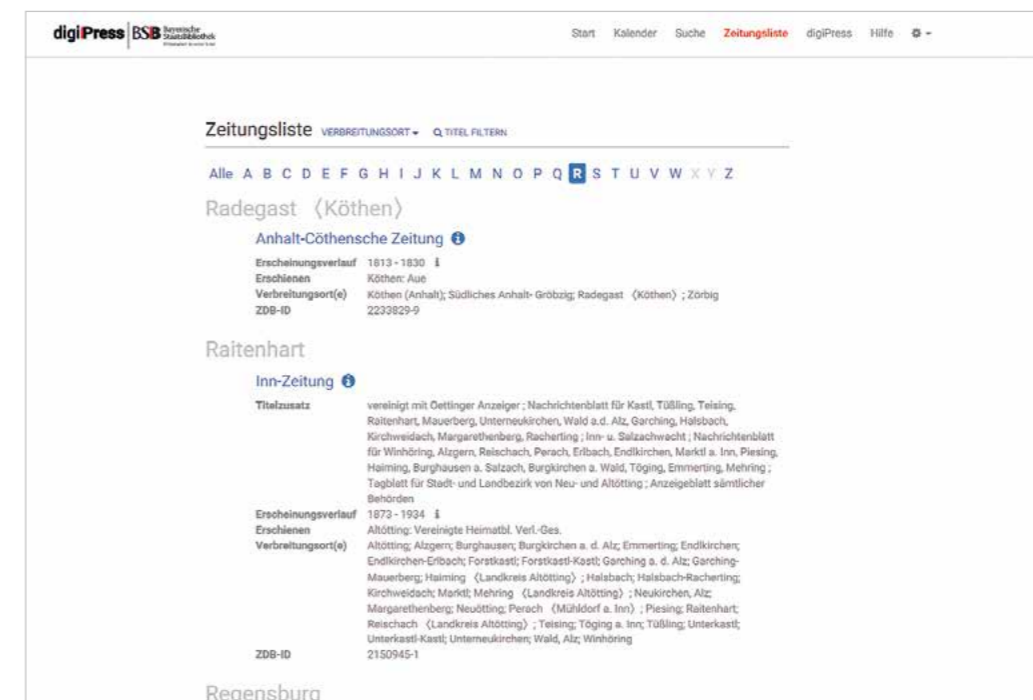 digiPress BSB Bayerische
Staatsbibliothek
Start Kalender Suche Zeitungsliste digiPress Hilfe
Zeitungsliste VERBREITUNGSORT TITEL FILTERN
Alle A B C D E F G H I J K L M N O P Q R S T U V W X Y Z
Radegast 〈Köthen〉
Anhalt-Cöthensche Zeitung
Erscheinungsverlauf 1813 - 1830
Erschienen Köthen: Aue
Verbreitungsort(e) Köthen (Anhalt); Südliches Anhalt- Gröbzig; Radegast 〈Köthen〉 ; Zörbig
ZDB-ID 2233829-9
Raitenhart
Inn-Zeitung
Titelzusatz vereinigt mit Oettinger Anzeiger ; Nachrichtenblatt für Kastl, Tüßling, Teising,
Raitenhart, Mauerberg, Unterneukirchen, Wald a.d. Alz, Garching, Halsbach,
Kirchweidach, Margarethenberg, Racherting ; Inn- u. Salzachwacht ; Nachrichtenblatt
für Winhöring, Alzgern, Reischach, Perach, Erlbach, Endlkirchen, Marktl a. Inn, Piesing,
Haiming, Burghausen a. Salzach, Burgkirchen a. Wald, Töging, Emmerting, Mehring ;
Tagblatt für Stadt- und Landbezirk von Neu- und Altötting ; Anzeigeblatt sämtlicher
Behörden
Erscheinungsverlauf 1873 - 1934
Erschienen Altötting: Vereinigte Heimatbl. Verl.-Ges.
Verbreitungsort(e) Altötting; Alzgern; Burghausen; Burgkirchen a. d. Alz; Emmerting; Endlkirchen;
Endlkirchen-Erlbach; Forstkastl; Forstkastl-Kastl; Garching a. d. Alz; Garching-
Mauerberg; Haiming 〈Landkreis Altötting〉 ; Halsbach; Halsbach-Racherting;
Kirchweidach; Marktl; Mehring 〈Landkreis Altötting〉 ; Neukirchen, Alz;
Margarethenberg; Neuötting; Perach 〈Mühldorf a. Inn〉 ; Piesing; Raitenhart;
Reischach 〈Landkreis Altötting〉 ; Teising; Töging a. Inn; Tüßling; Unterkastl;
Unterkastl-Kastl; Unterneukirchen; Wald, Alz; Winhöring
ZDB-ID 2150945-1
Regensburg